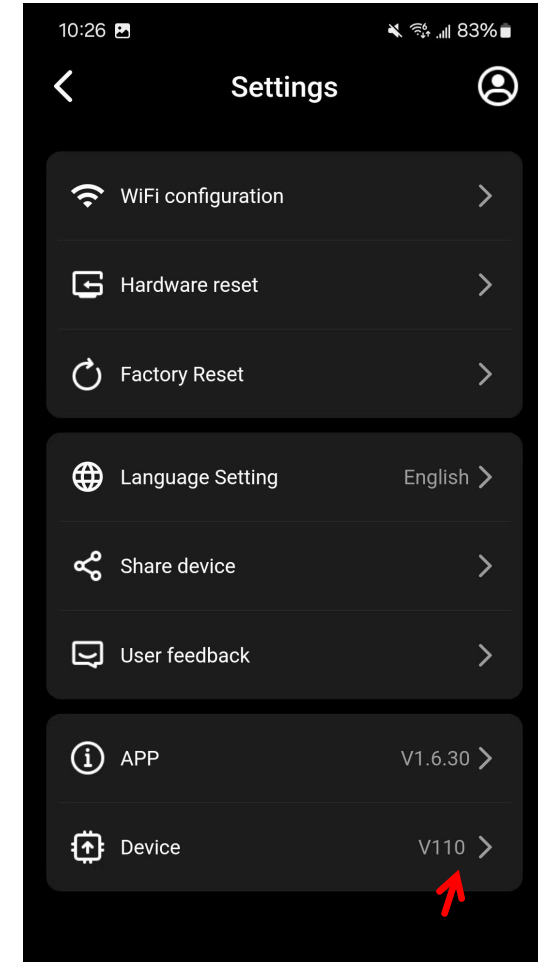 10:26 83%
Settings
WiFi configuration
Hardware reset
Factory Reset
Language Setting English
Share device
User feedback
APP V1.6.30
Device V110